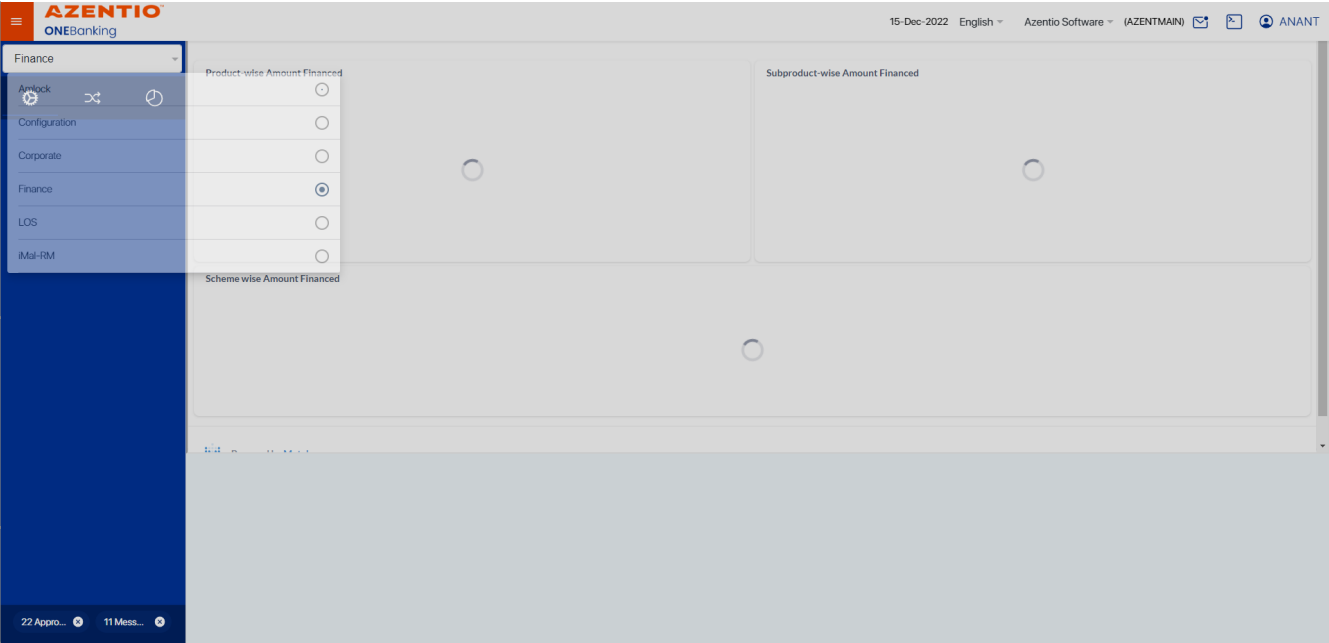 AZENTIO
ONEBanking
15-Dec-2022 English Azentio Software (AZENTMAIN) ANANT
Finance
Product-wise Amount Financed Subproduct-wise Amount Financed
Amlock
Configuration
Corporate
Finance
LOS
iMal-RM
Scheme wise Amount Financed
22 Appro... 11 Mess...